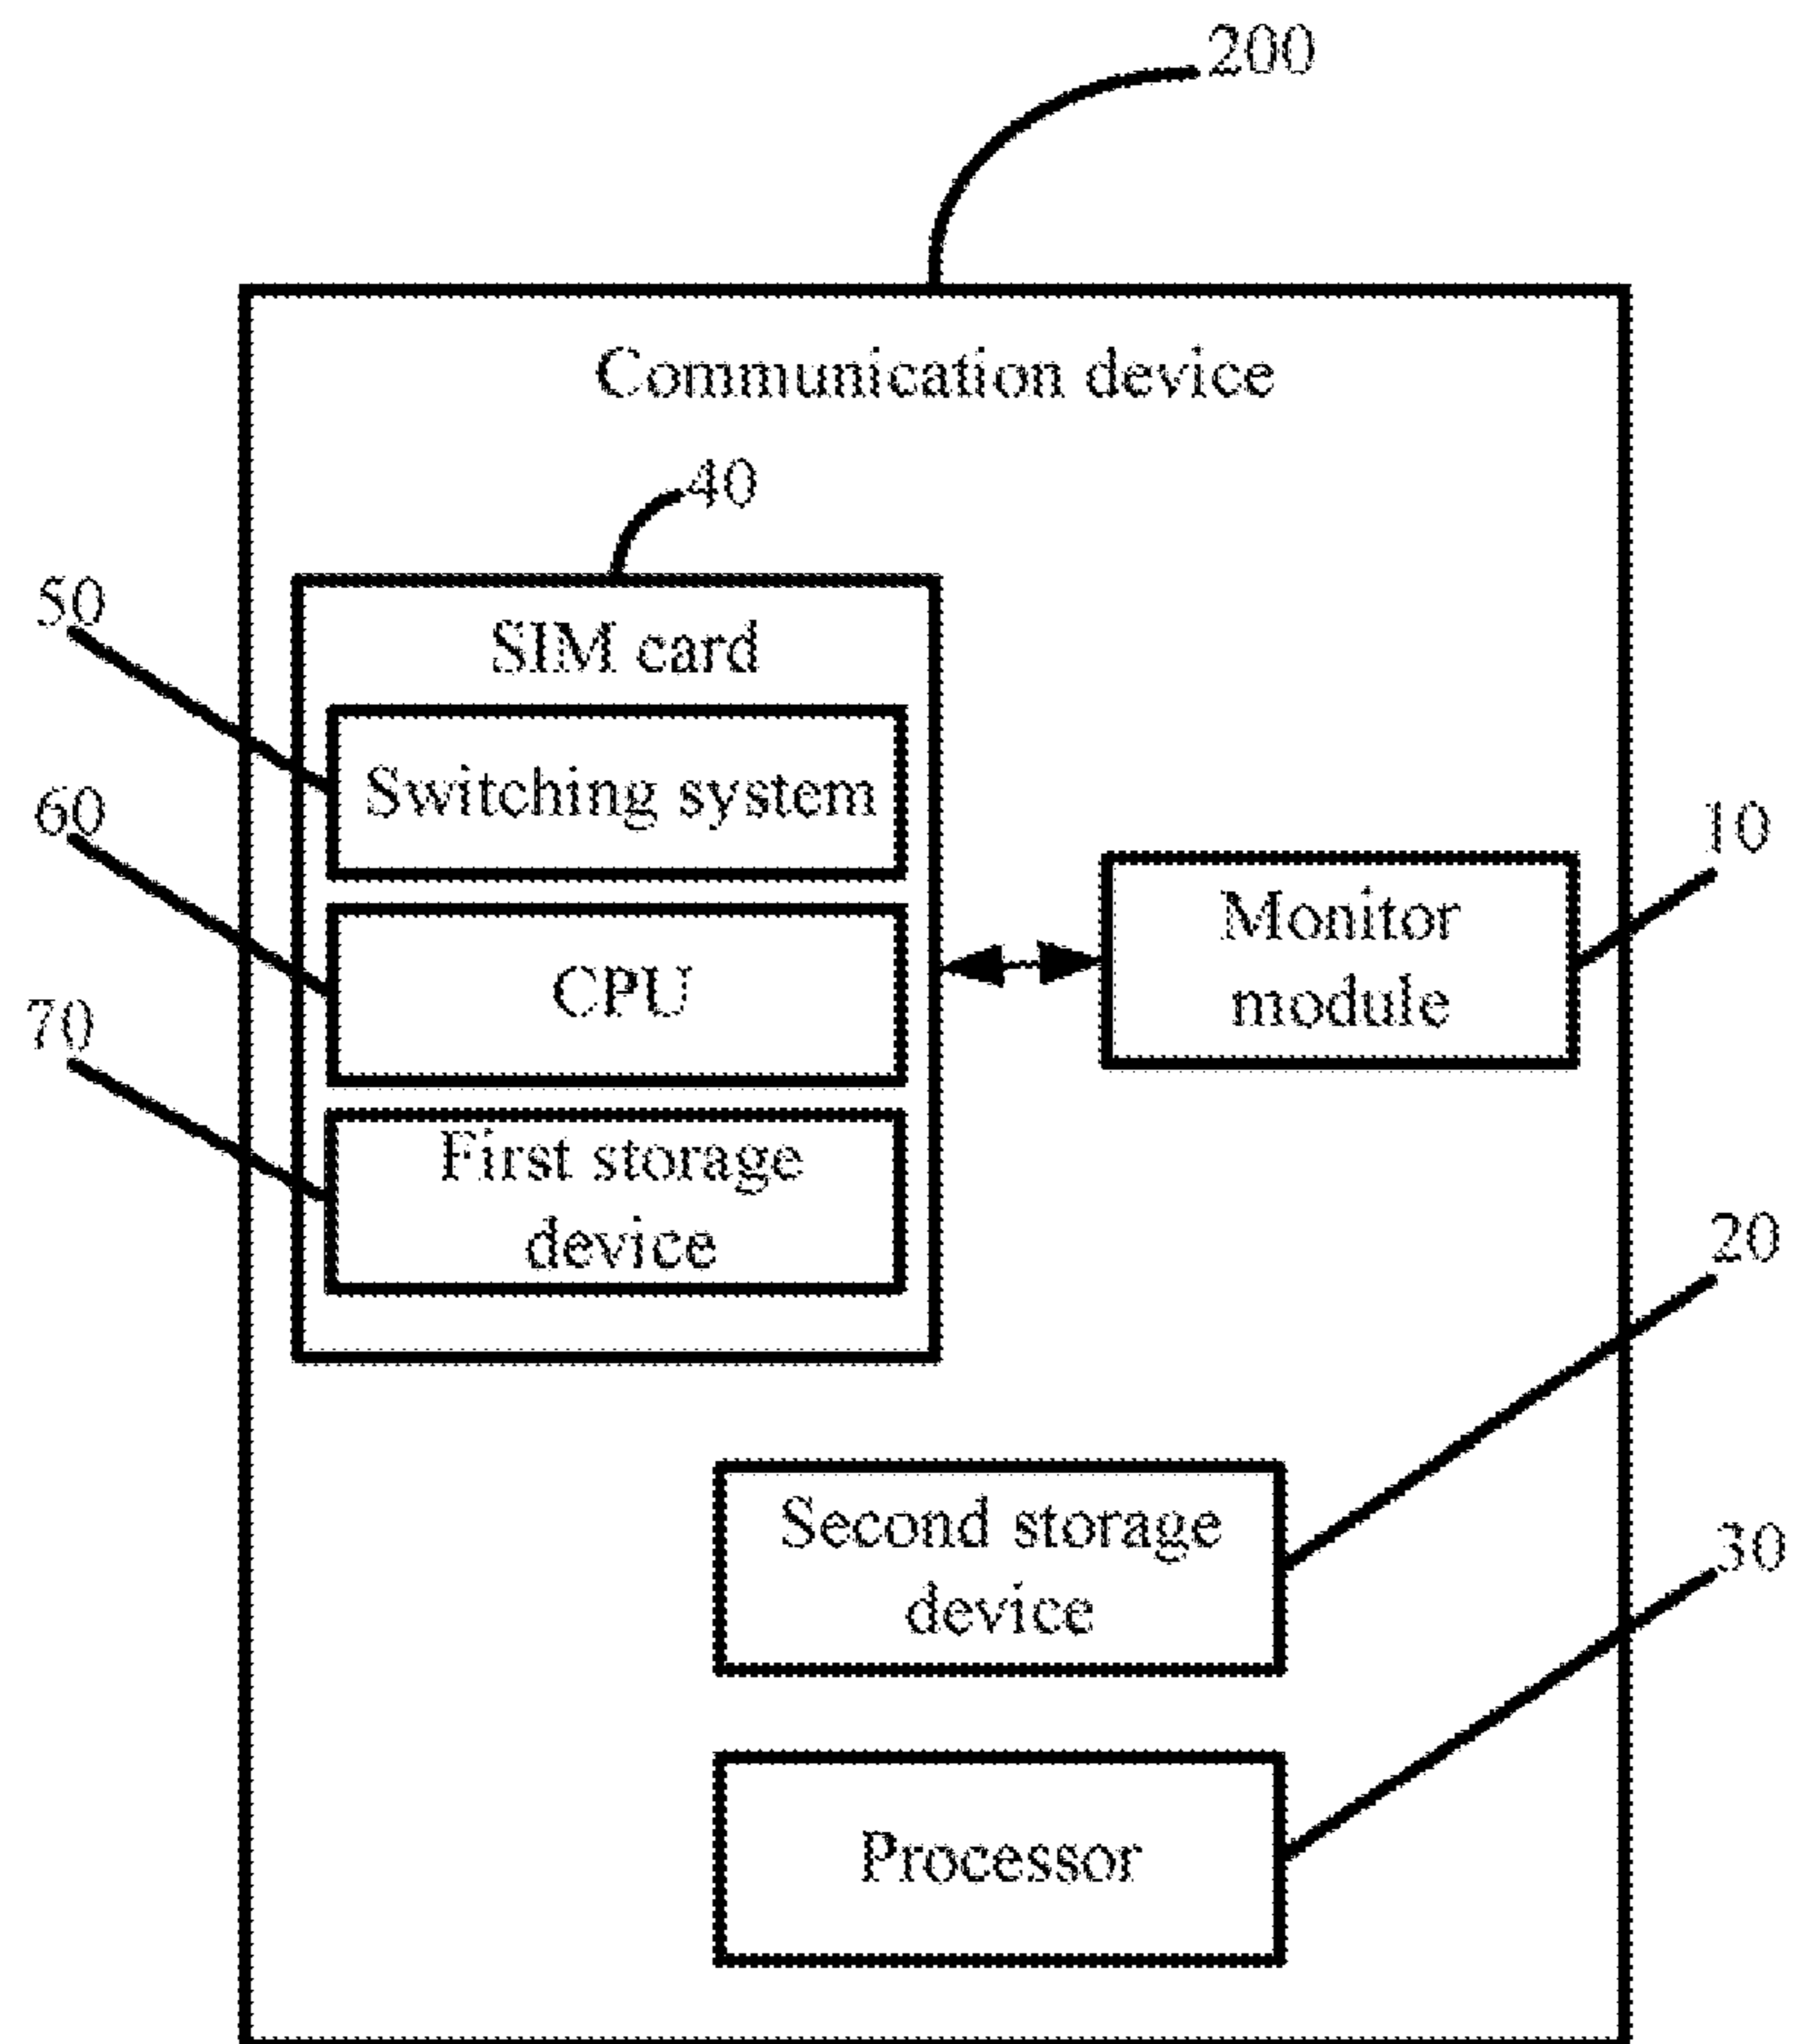 200
Communication device
40
50
SIM card
Switching system
60
10
CPU
Monitor
module
70
First storage
device
20
Second storage
device
30
Processor